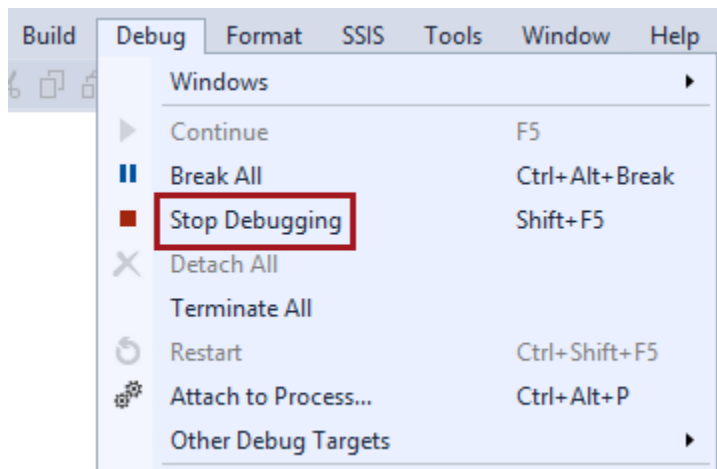 Build Debug Format SSIS Tools Window Help
Windows
Continue F5
Break All Ctrl+Alt+Break
Stop Debugging Shift+F5
Detach All
Terminate All
Restart Ctrl+Shift+F5
Attach to Process... Ctrl+Alt+P
Other Debug Targets